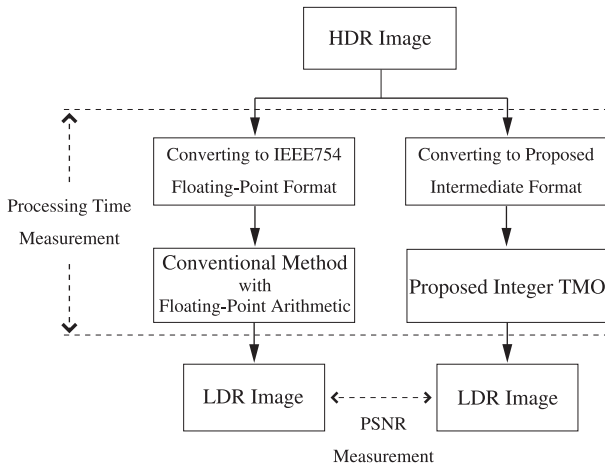 HDR Image
Converting to IEEE754
Floating-Point Format
Converting to Proposed
Intermediate Format
Processing Time
Measurement
Conventional Method
with
Floating-Point Arithmetic
Proposed Integer TMO
LDR Image
LDR Image
PSNR
Measurement